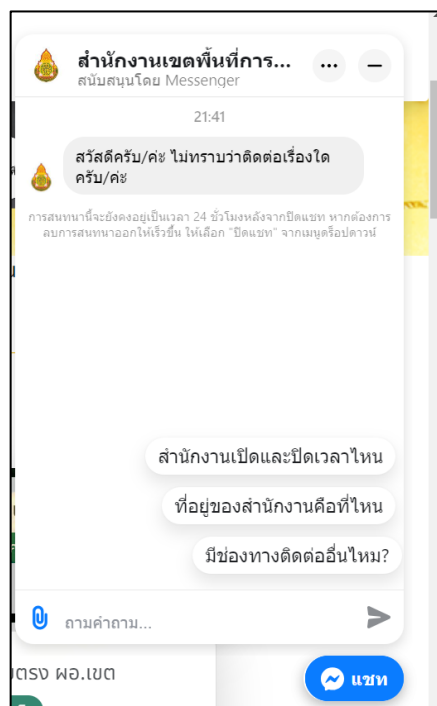 สำนักงานเขตพื้นที่การ...
สนับสนุนโดย Messenger
21:41
สวัสดีครับ/ค่ะ ไม่ทราบว่าติดต่อเรื่องใด
ครับ/ค่ะ
การสนทนานี้จะยังคงอยู่เป็นเวลา 24 ชั่วโมงหลังจากปิดแชท หากต้องการ
ลบการสนทนาออกให้เร็วขึ้น ให้เลือก "ปิดแชท" จากเมนูดร็อปดาวน์
สำนักงานเปิดและปิดเวลาไหน
ที่อยู่ของสำนักงานคือที่ไหน
มีช่องทางติดต่ออื่นไหม?
ถามคำถาม...
ยตรง ผอ.เขต
แชท